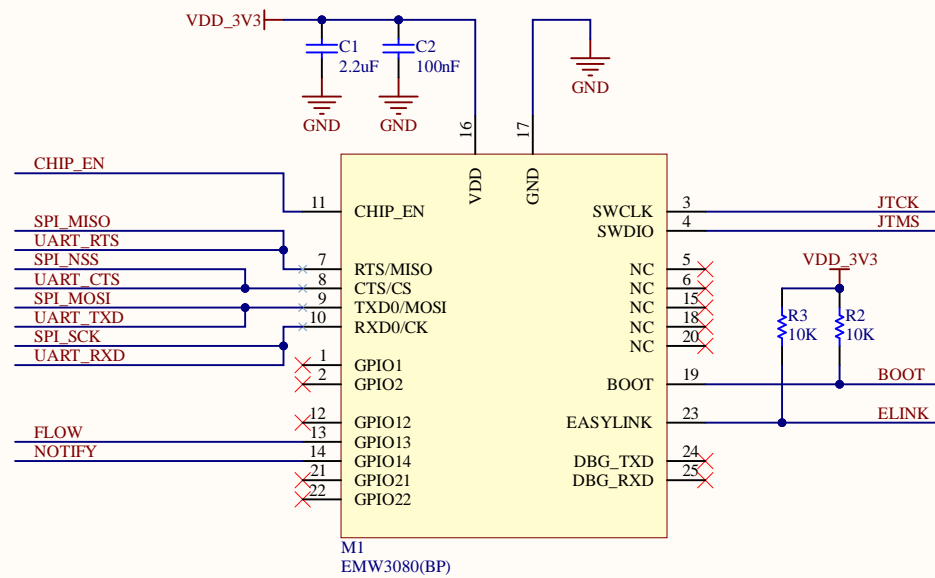 VDD_3V3
C1
2.2uF
C2
100nF
GND
GND
GND
16
17
VDD
GND
CHIP_EN
11
CHIP_EN
SPI_MISO
UART_RTS
SPI_NSS
UART_CTS
SPI_MOSI
UART_TXD
SPI_SCK
UART_RXD
7
RTS/MISO
8
CTS/CS
9
TXD0/MOSI
10
RXD0/CK
1
GPIO1
2
GPIO2
12
GPIO12
FLOW
13
GPIO13
NOTIFY
14
GPIO14
21
GPIO21
22
GPIO22
SWCLK
3
JTCK
SWDIO
4
JTMS
NC
5
NC
6
NC
15
NC
18
NC
20
VDD_3V3
R3
10K
R2
10K
BOOT
19
BOOT
EASYLINK
23
ELINK
DBG_TXD
24
DBG_RXD
25
M1
EMW3080(BP)